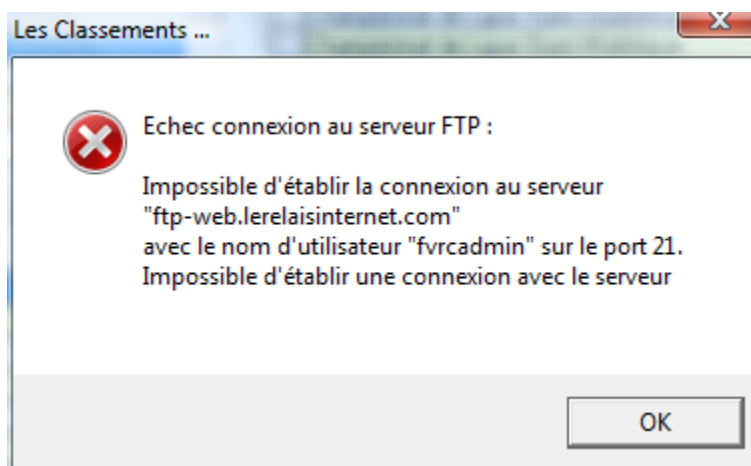 Les Classements ...
Echec connexion au serveur FTP :
Impossible d'établir la connexion au serveur
"ftp-web.lerelaisinternet.com"
avec le nom d'utilisateur "fvrcadmin" sur le port 21.
Impossible d'établir une connexion avec le serveur
OK